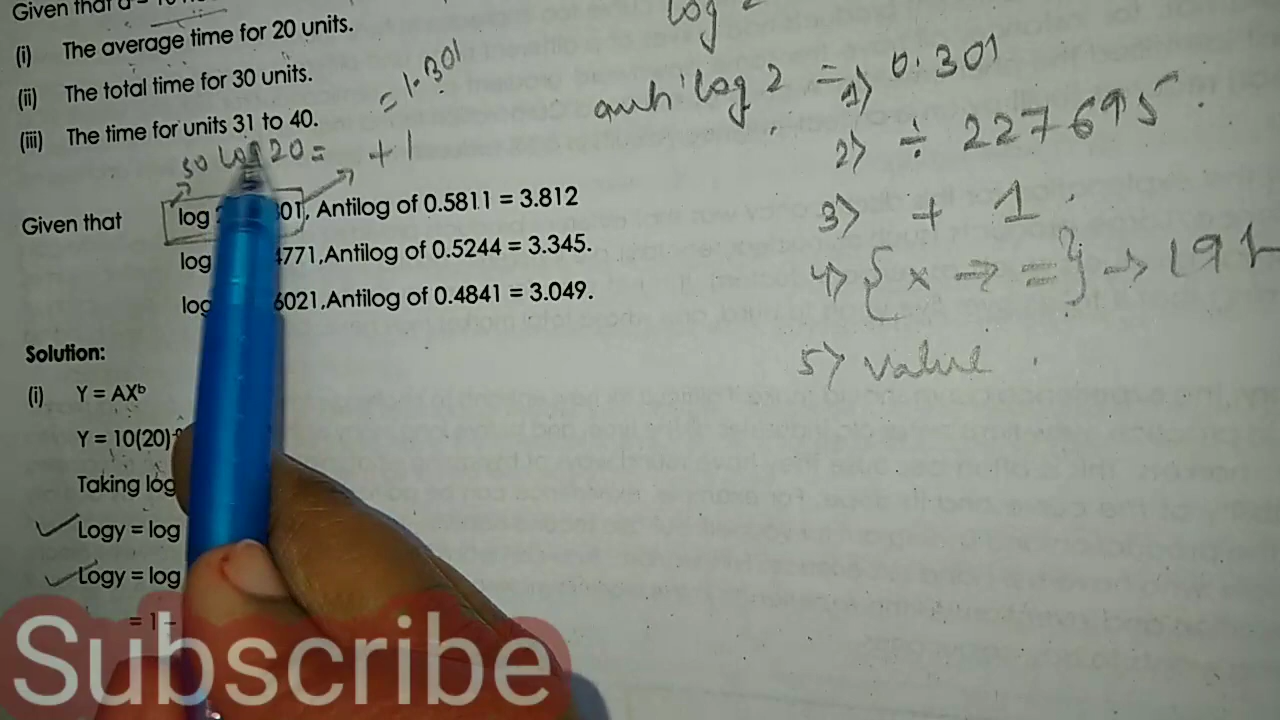 Given that
(i) The average time for 20 units.
(ii) The total time for 30 units.
(iii) The time for units 31 to 40.
= 1.301
so log 20 = + 1
Given that log 301, Antilog of 0.5811 = 3.812
log 4771, Antilog of 0.5244 = 3.345.
log 6021, Antilog of 0.4841 = 3.049.
Solution:
(i) Y = AXᵇ
Y = 10(20)
Taking log
Logy = log
Logy = log
= 1 -
log
anti log 2 = 1) 0.301
2) ÷ 227695
3) + 1
4) { × → = } → 19
5) value
Subscribe